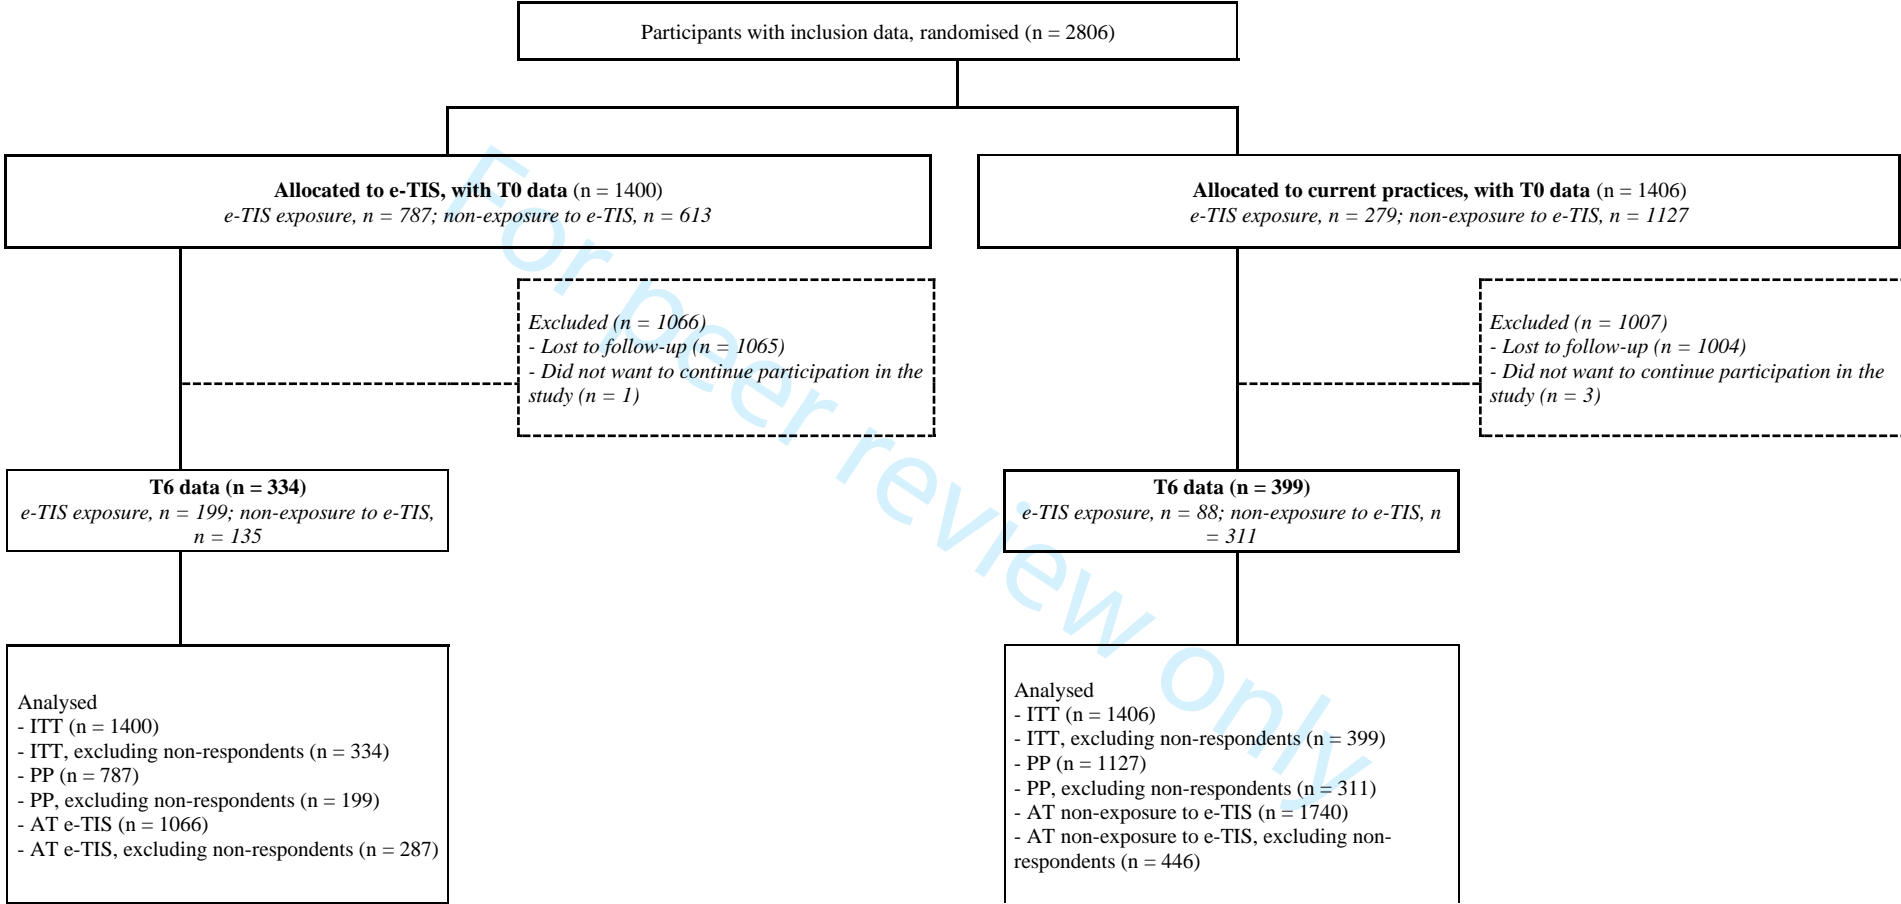 Participants with inclusion data, randomised (n = 2806)
Allocated to e-TIS, with T0 data (n = 1400)
e-TIS exposure, n = 787; non-exposure to e-TIS, n = 613
Allocated to current practices, with T0 data (n = 1406)
e-TIS exposure, n = 279; non-exposure to e-TIS, n = 1127
Excluded (n = 1066)
- Lost to follow-up (n = 1065)
- Did not want to continue participation in the
study (n = 1)
Excluded (n = 1007)
- Lost to follow-up (n = 1004)
- Did not want to continue participation in the
study (n = 3)
T6 data (n = 334)
e-TIS exposure, n = 199; non-exposure to e-TIS,
n = 135
T6 data (n = 399)
e-TIS exposure, n = 88; non-exposure to e-TIS, n
= 311
Analysed
- ITT (n = 1400)
- ITT, excluding non-respondents (n = 334)
- PP (n = 787)
- PP, excluding non-respondents (n = 199)
- AT e-TIS (n = 1066)
- AT e-TIS, excluding non-respondents (n = 287)
Analysed
- ITT (n = 1406)
- ITT, excluding non-respondents (n = 399)
- PP (n = 1127)
- PP, excluding non-respondents (n = 311)
- AT non-exposure to e-TIS (n = 1740)
- AT non-exposure to e-TIS, excluding non-
respondents (n = 446)
For peer review only